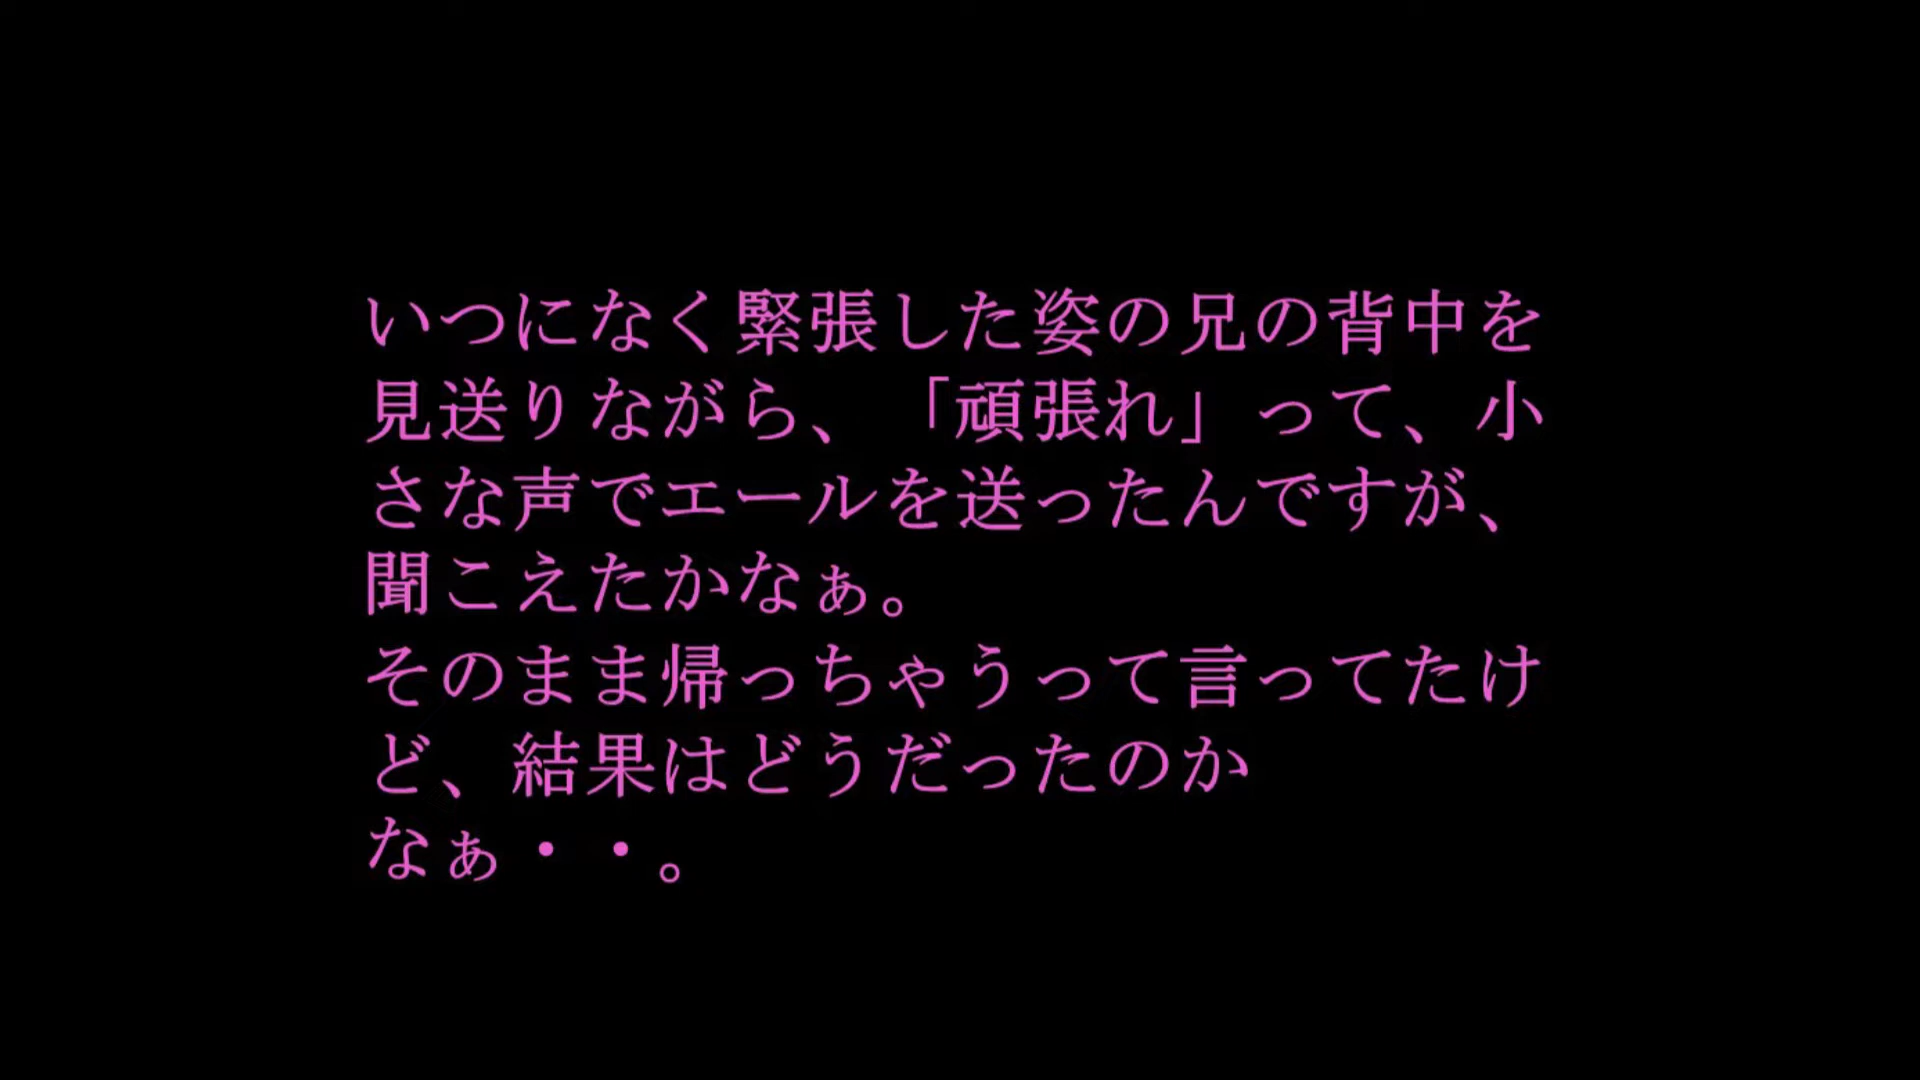 いつになく緊張した姿の兄の背中を
見送りながら、「頑張れ」って、小
さな声でエールを送ったんですが、
聞こえたかなぁ。
そのまま帰っちゃうって言ってたけ
ど、結果はどうだったのか
なぁ・・。